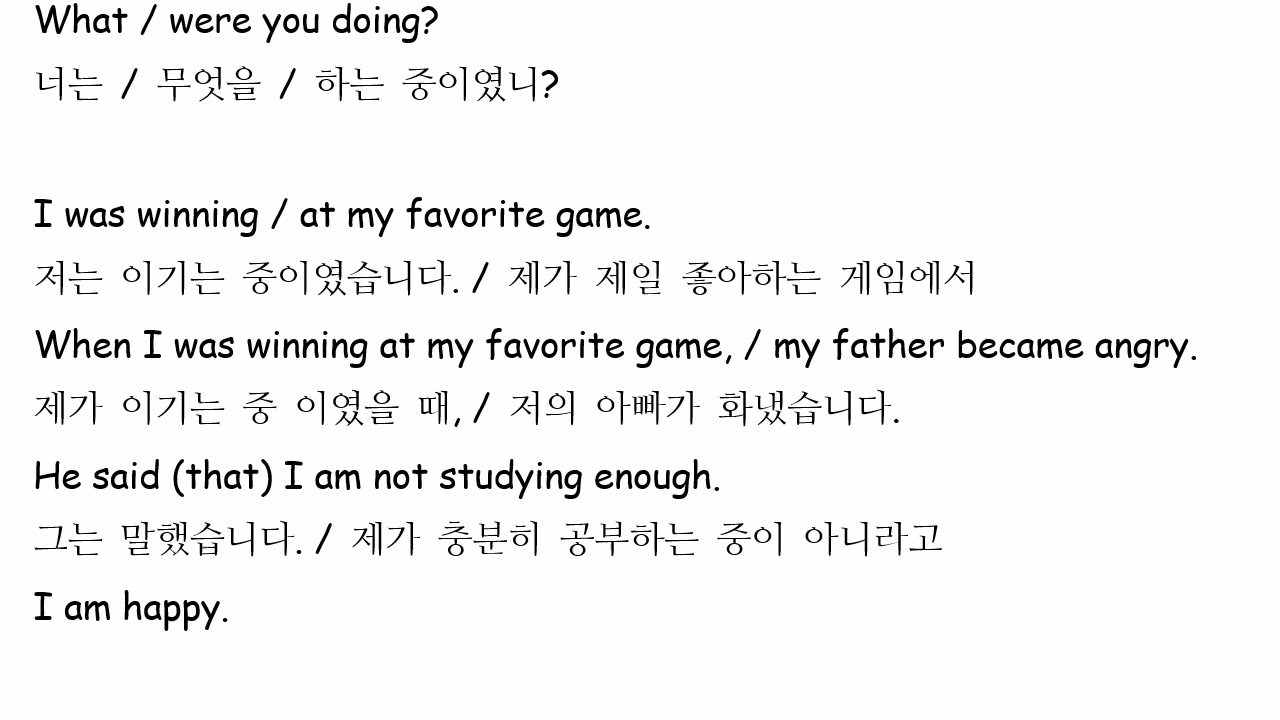 What / were you doing?
너는 / 무엇을 / 하는 중이였니?
I was winning / at my favorite game.
저는 이기는 중이였습니다. / 제가 제일 좋아하는 게임에서
When I was winning at my favorite game, / my father became angry.
제가 이기는 중 이였을 때, / 저의 아빠가 화냈습니다.
He said (that) I am not studying enough.
그는 말했습니다. / 제가 충분히 공부하는 중이 아니라고
I am happy.